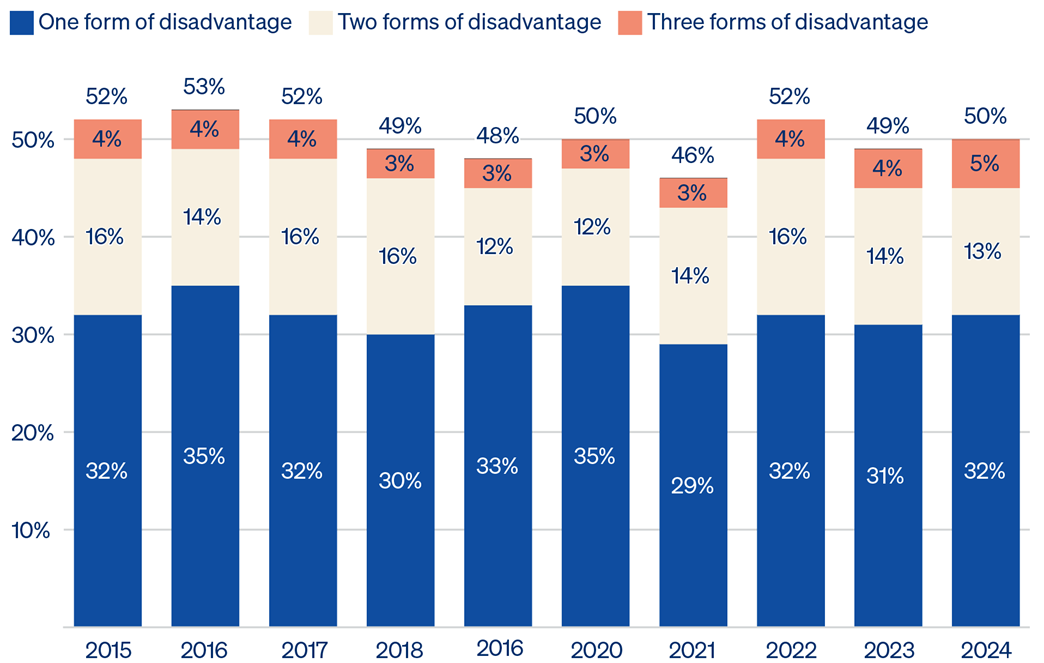 One form of disadvantage Two forms of disadvantage Three forms of disadvantage
52% 53% 52% 49% 48% 50% 46% 52% 49% 50%
50% 4% 4% 4% 3% 3% 3% 3% 4% 4% 5%
40% 16% 14% 16% 16% 12% 12% 14% 16% 14% 13%
30%
20%
32% 35% 32% 30% 33% 35% 29% 32% 31% 32%
10%
2015 2016 2017 2018 2016 2020 2021 2022 2023 2024